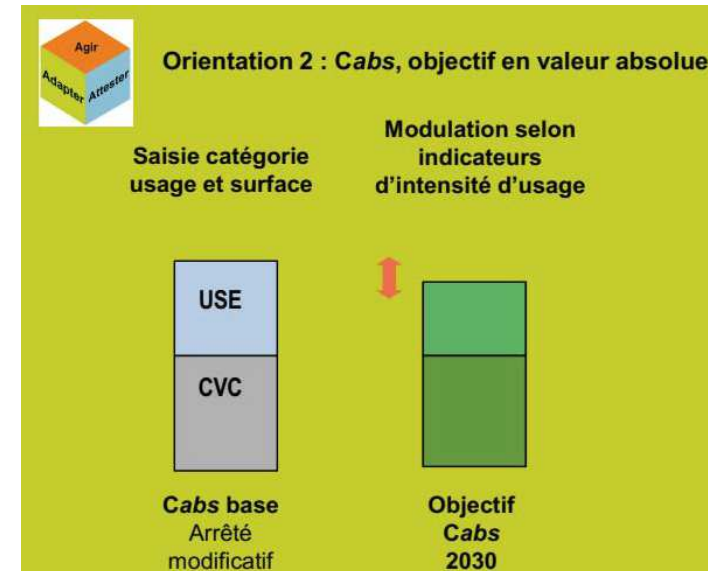 Agir
Adapter
Attester
Orientation 2 : Cabs, objectif en valeur absolue
Saisie catégorie
usage et surface
Modulation selon
indicateurs
d'intensité d'usage
USE
CVC
Cabs base
Arrêté
modificatif
Objectif
Cabs
2030